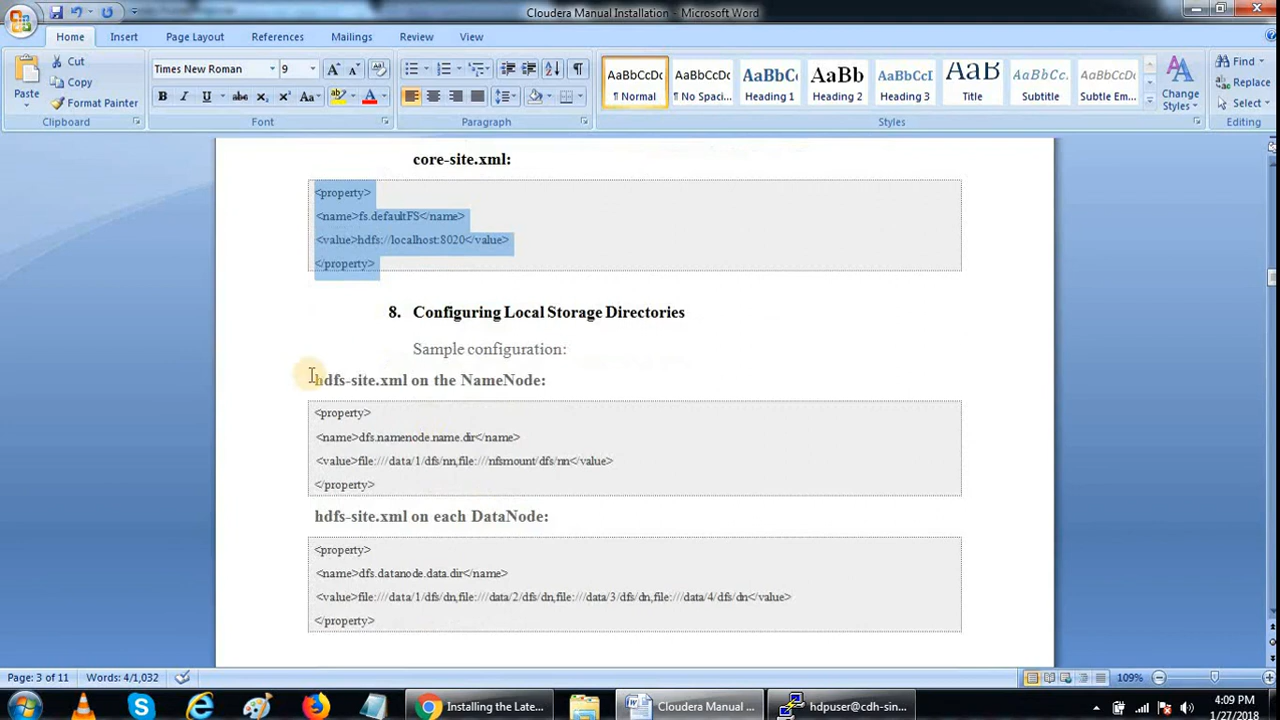 Cloudera Manual Installation - Microsoft Word
Home Insert Page Layout References Mailings Review View
Paste
Cut
Copy
Format Painter
Clipboard
Times New Roman 9
B I U abc X₂ X² Aa
Font
Paragraph
AaBbCcDc AaBbCcDc AaBbC AaBb AaBbCcI AaB AaBbCc. AaBbCcDc
¶ Normal ¶ No Spaci... Heading 1 Heading 2 Heading 3 Title Subtitle Subtle Em...
Change Styles
Styles
Find
Replace
Select
Editing
core-site.xml:
<property>
<name>fs.defaultFS</name>
<value>hdfs://localhost:8020</value>
</property>
8. Configuring Local Storage Directories
Sample configuration:
hdfs-site.xml on the NameNode:
<property>
<name>dfs.namenode.name.dir</name>
<value>file:///data/1/dfs/nn,file:///nfsmount/dfs/nn</value>
</property>
hdfs-site.xml on each DataNode:
<property>
<name>dfs.datanode.data.dir</name>
<value>file:///data/1/dfs/dn,file:///data/2/dfs/dn,file:///data/3/dfs/dn,file:///data/4/dfs/dn</value>
</property>
Page: 3 of 11 Words: 4/1,032 109%
Installing the Late... Cloudera Manual ... hdpuser@cdh-sin...
4:09 PM
1/27/2018